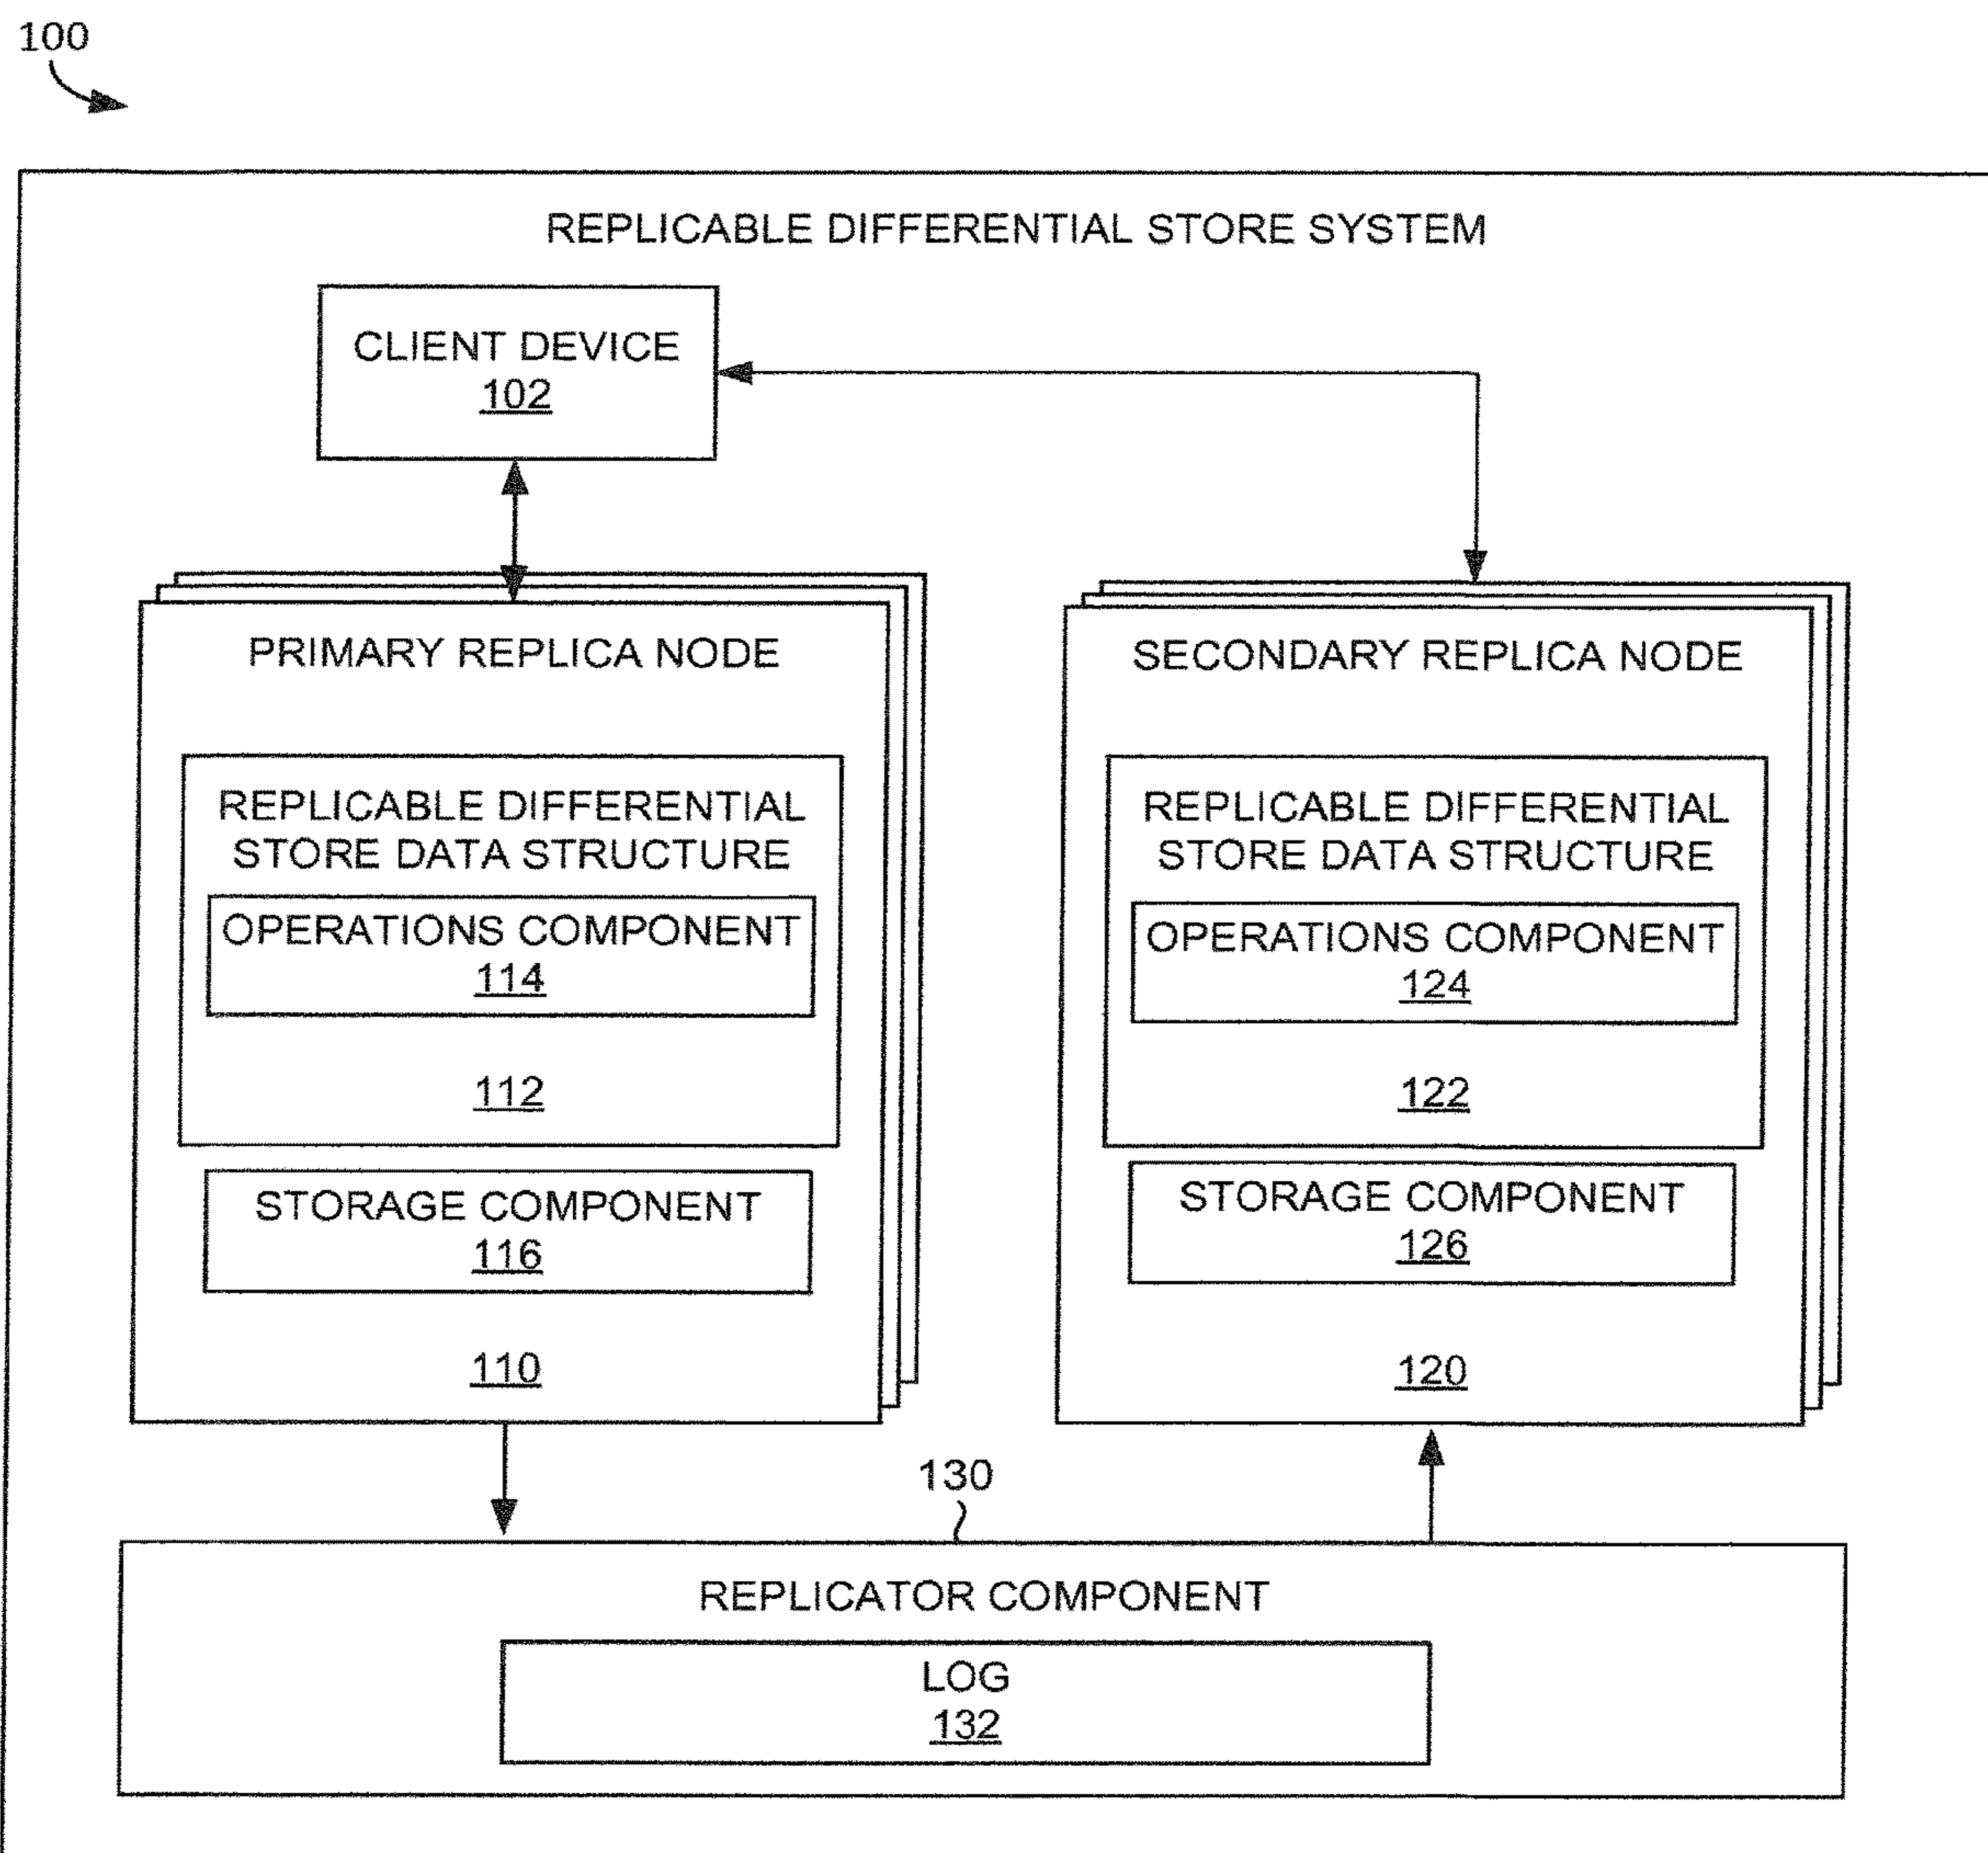 100
REPLICABLE DIFFERENTIAL STORE SYSTEM
CLIENT DEVICE
102
PRIMARY REPLICA NODE
REPLICABLE DIFFERENTIAL
STORE DATA STRUCTURE
OPERATIONS COMPONENT
114
112
STORAGE COMPONENT
116
110
SECONDARY REPLICA NODE
REPLICABLE DIFFERENTIAL
STORE DATA STRUCTURE
OPERATIONS COMPONENT
124
122
STORAGE COMPONENT
126
120
130
REPLICATOR COMPONENT
LOG
132